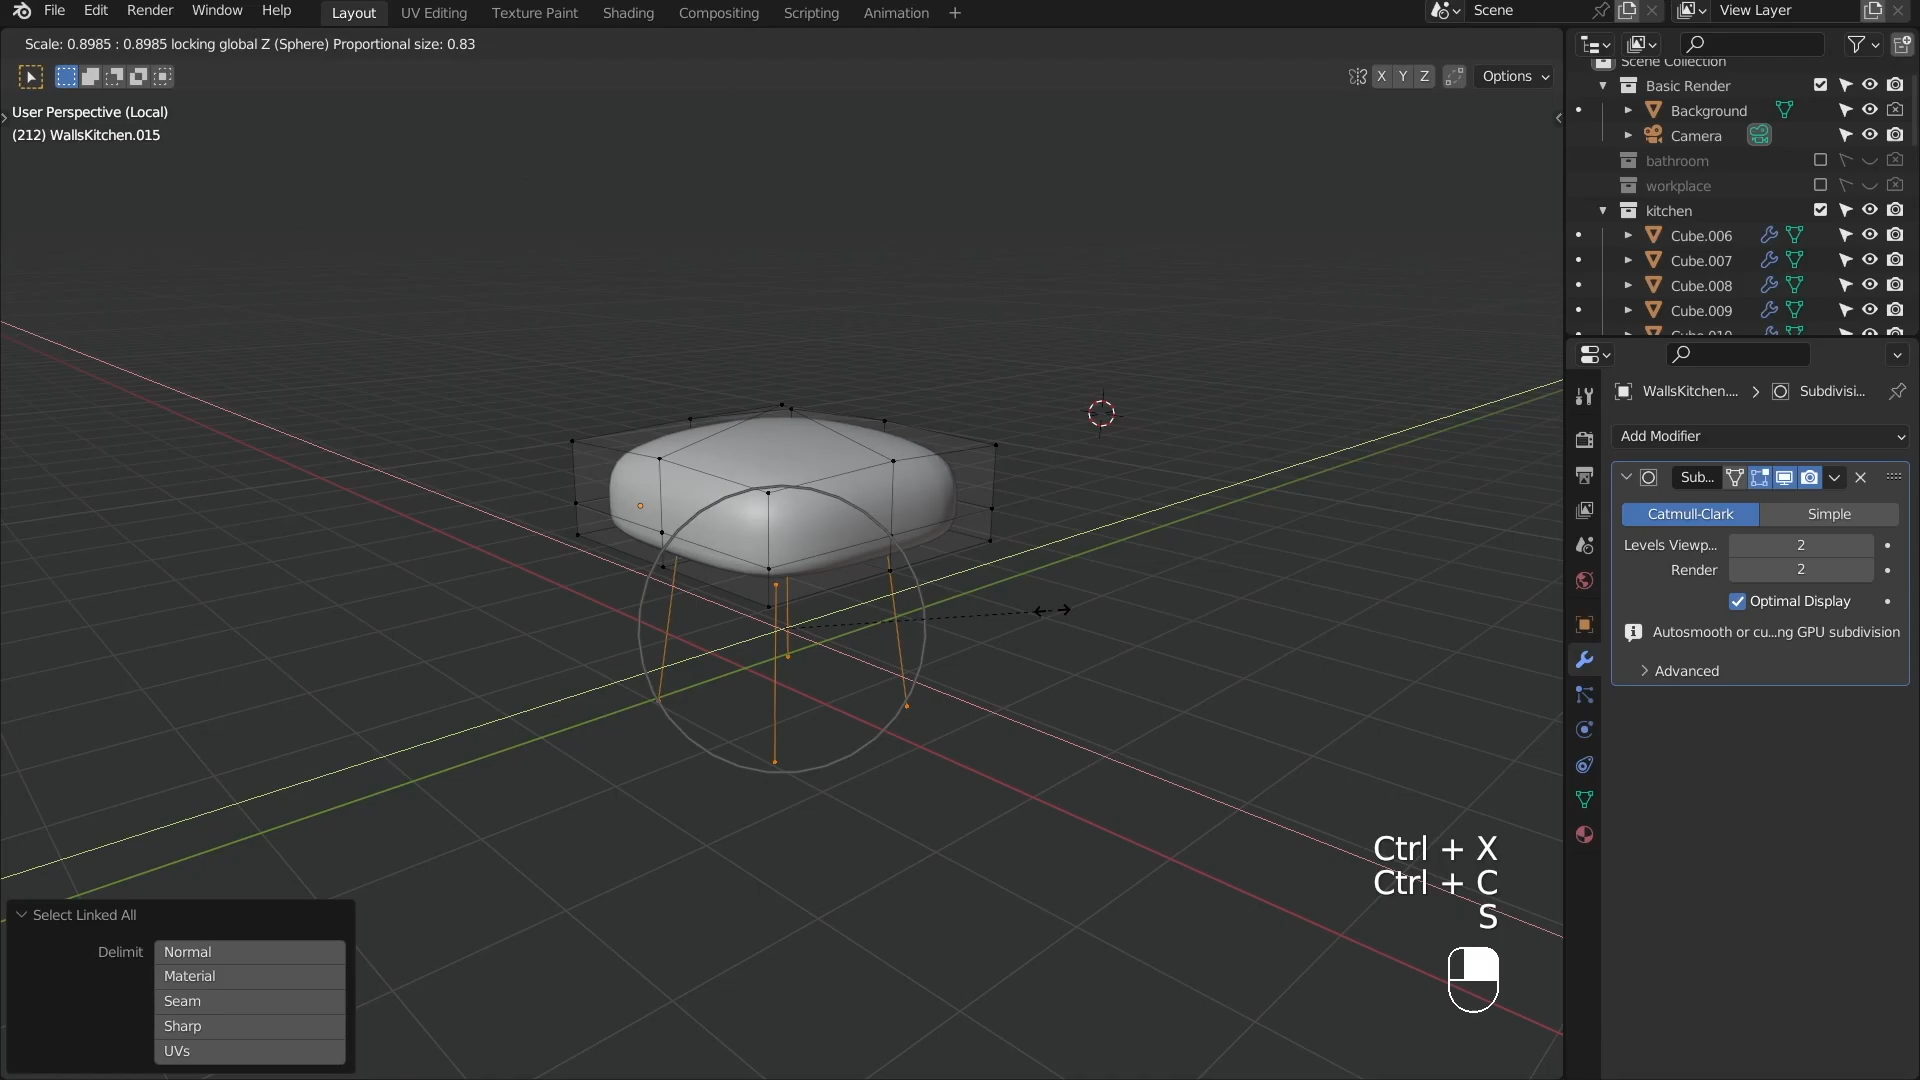 File Edit Render Window Help Layout UV Editing Texture Paint Shading Compositing Scripting Animation + Scene View Layer
Scale: 0.8985 : 0.8985 locking global Z (Sphere) Proportional size: 0.83
X Y Z Options
User Perspective (Local)
(212) WallsKitchen.015
Scene Collection
Basic Render
Background
Camera
bathroom
workplace
kitchen
Cube.006
Cube.007
Cube.008
Cube.009
Cube.010
WallsKitchen.... > Subdivisi...
Add Modifier
Sub...
Catmull-Clark Simple
Levels Viewp... 2
Render 2
Optimal Display
Autosmooth or cu...ng GPU subdivision
Advanced
Ctrl + X
Ctrl + C
S
Select Linked All
Delimit Normal
Material
Seam
Sharp
UVs